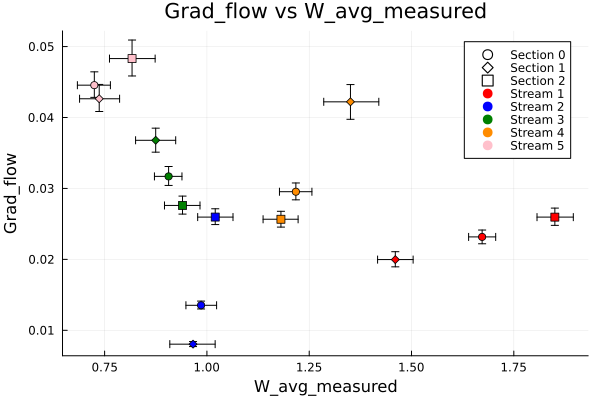 Grad_flow vs W_avg_measured
Grad_flow
0.05
0.04
0.03
0.02
0.01
0.75
1.00
1.25
1.50
1.75
W_avg_measured
Section 0
Section 1
Section 2
Stream 1
Stream 2
Stream 3
Stream 4
Stream 5